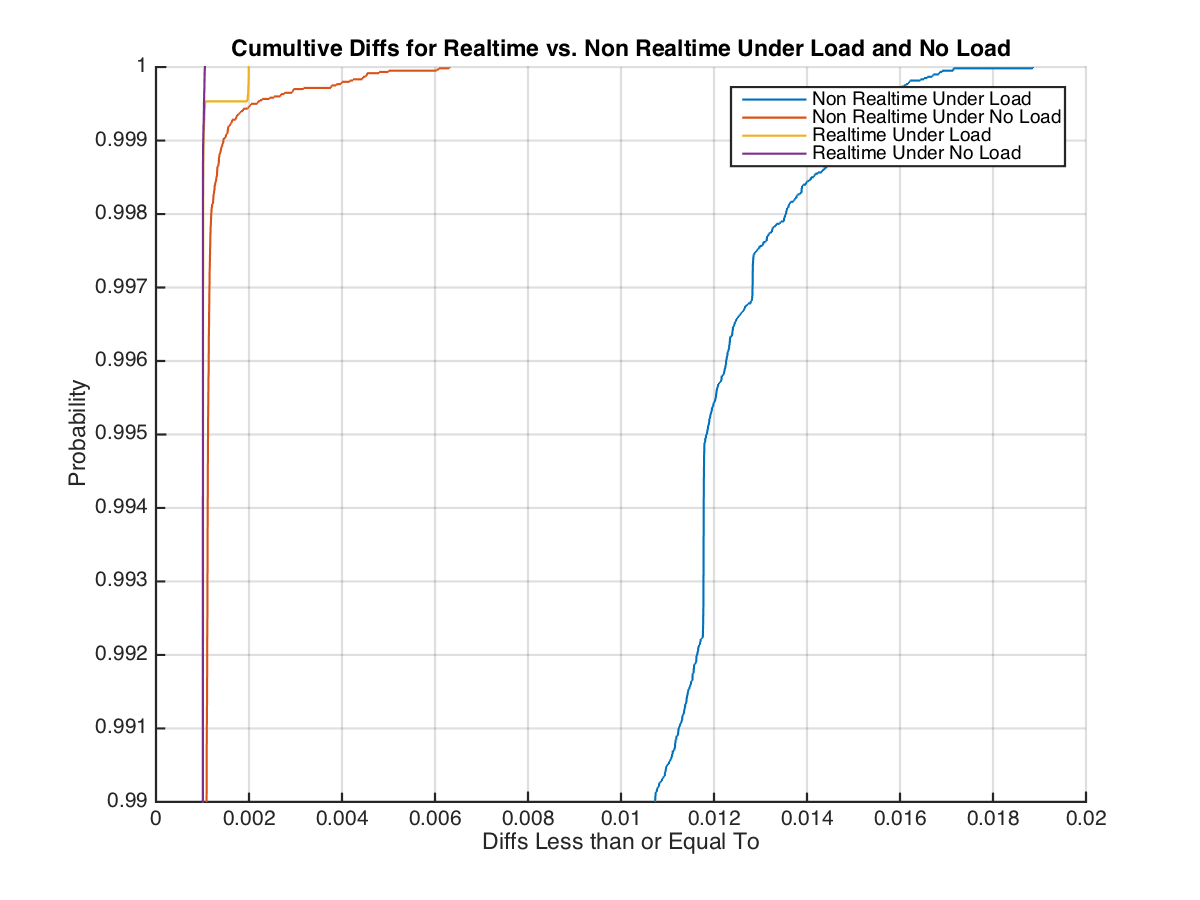 Cumultive Diffs for Realtime vs. Non Realtime Under Load and No Load
1
0.999
0.998
0.997
0.996
0.995
0.994
0.993
0.992
0.991
0.99
Probability
Non Realtime Under Load
Non Realtime Under No Load
Realtime Under Load
Realtime Under No Load
0 0.002 0.004 0.006 0.008 0.01 0.012 0.014 0.016 0.018 0.02
Diffs Less than or Equal To